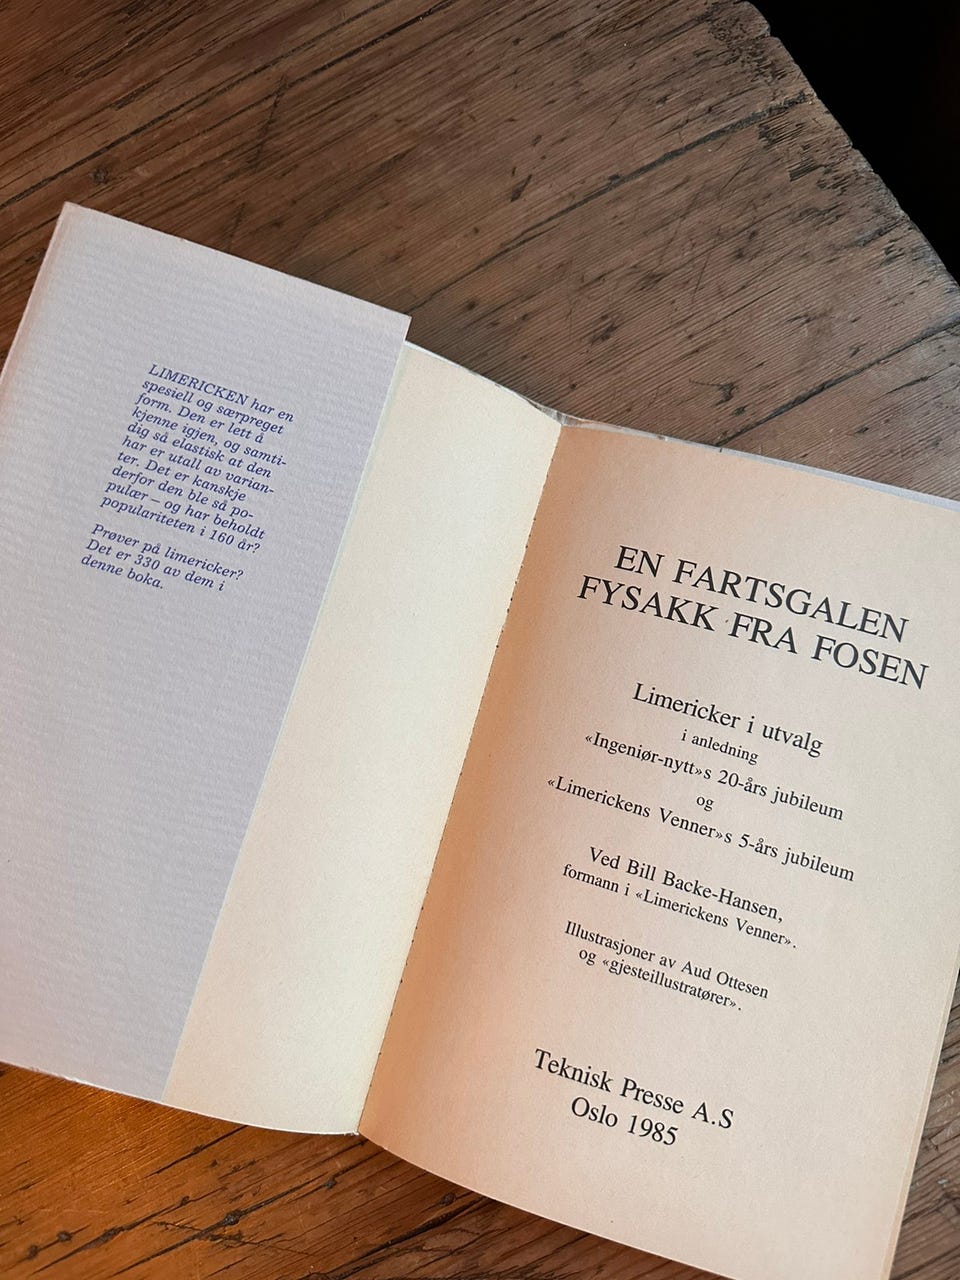 LIMERICKEN har en
spesiell og særpreget
form. Den er lett å
kjenne igjen, og samti-
dig så elastisk at den
har er utall av varian-
ter. Det er kanskje
derfor den ble så po-
pulær – og har beholdt
populariteten i 160 år?
Prøver på limericker?
Det er 330 av dem i
denne boka.
EN FARTSGALEN
FYSAKK FRA FOSEN
Limericker i utvalg
i anledning
«Ingeniør-nytt»s 20-års jubileum
og
«Limerickens Venner»s 5-års jubileum
Ved Bill Backe-Hansen,
formann i «Limerickens Venner».
Illustrasjoner av Aud Ottesen
og «gjesteillustratører».
Teknisk Presse A.S
Oslo 1985